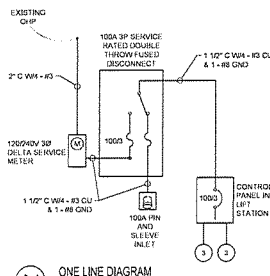 EXISTING
OHP
100A 3P SERVICE
RATED DOUBLE
THROW FUSED
DISCONNECT
1 1/2" C W/4 - #3 CU
& 1 - #8 GND
2" C W/4 - #3
100/3
M
120/240V 3Ø
DELTA SERVICE
METER
1 1/2" C W/4 - #3 CU
& 1 - #8 GND
100A PIN
AND
SLEEVE
INLET
100/3
CONTROL
PANEL IN
LIFT
STATION
3
3
ONE LINE DIAGRAM